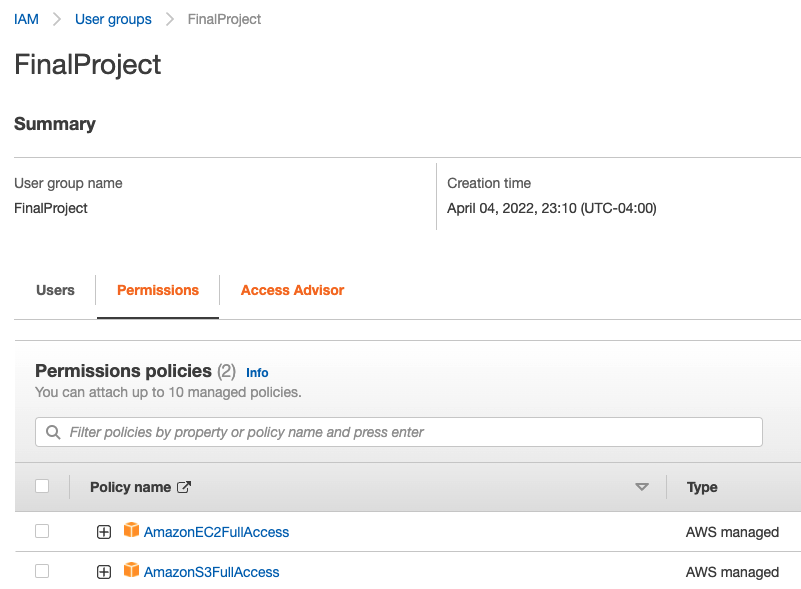 IAM > User groups > FinalProject
FinalProject
Summary
User group name
FinalProject
Creation time
April 04, 2022, 23:10 (UTC-04:00)
Users Permissions Access Advisor
Permissions policies (2) Info
You can attach up to 10 managed policies.
Filter policies by property or policy name and press enter
Policy name Type
AmazonEC2FullAccess AWS managed
AmazonS3FullAccess AWS managed